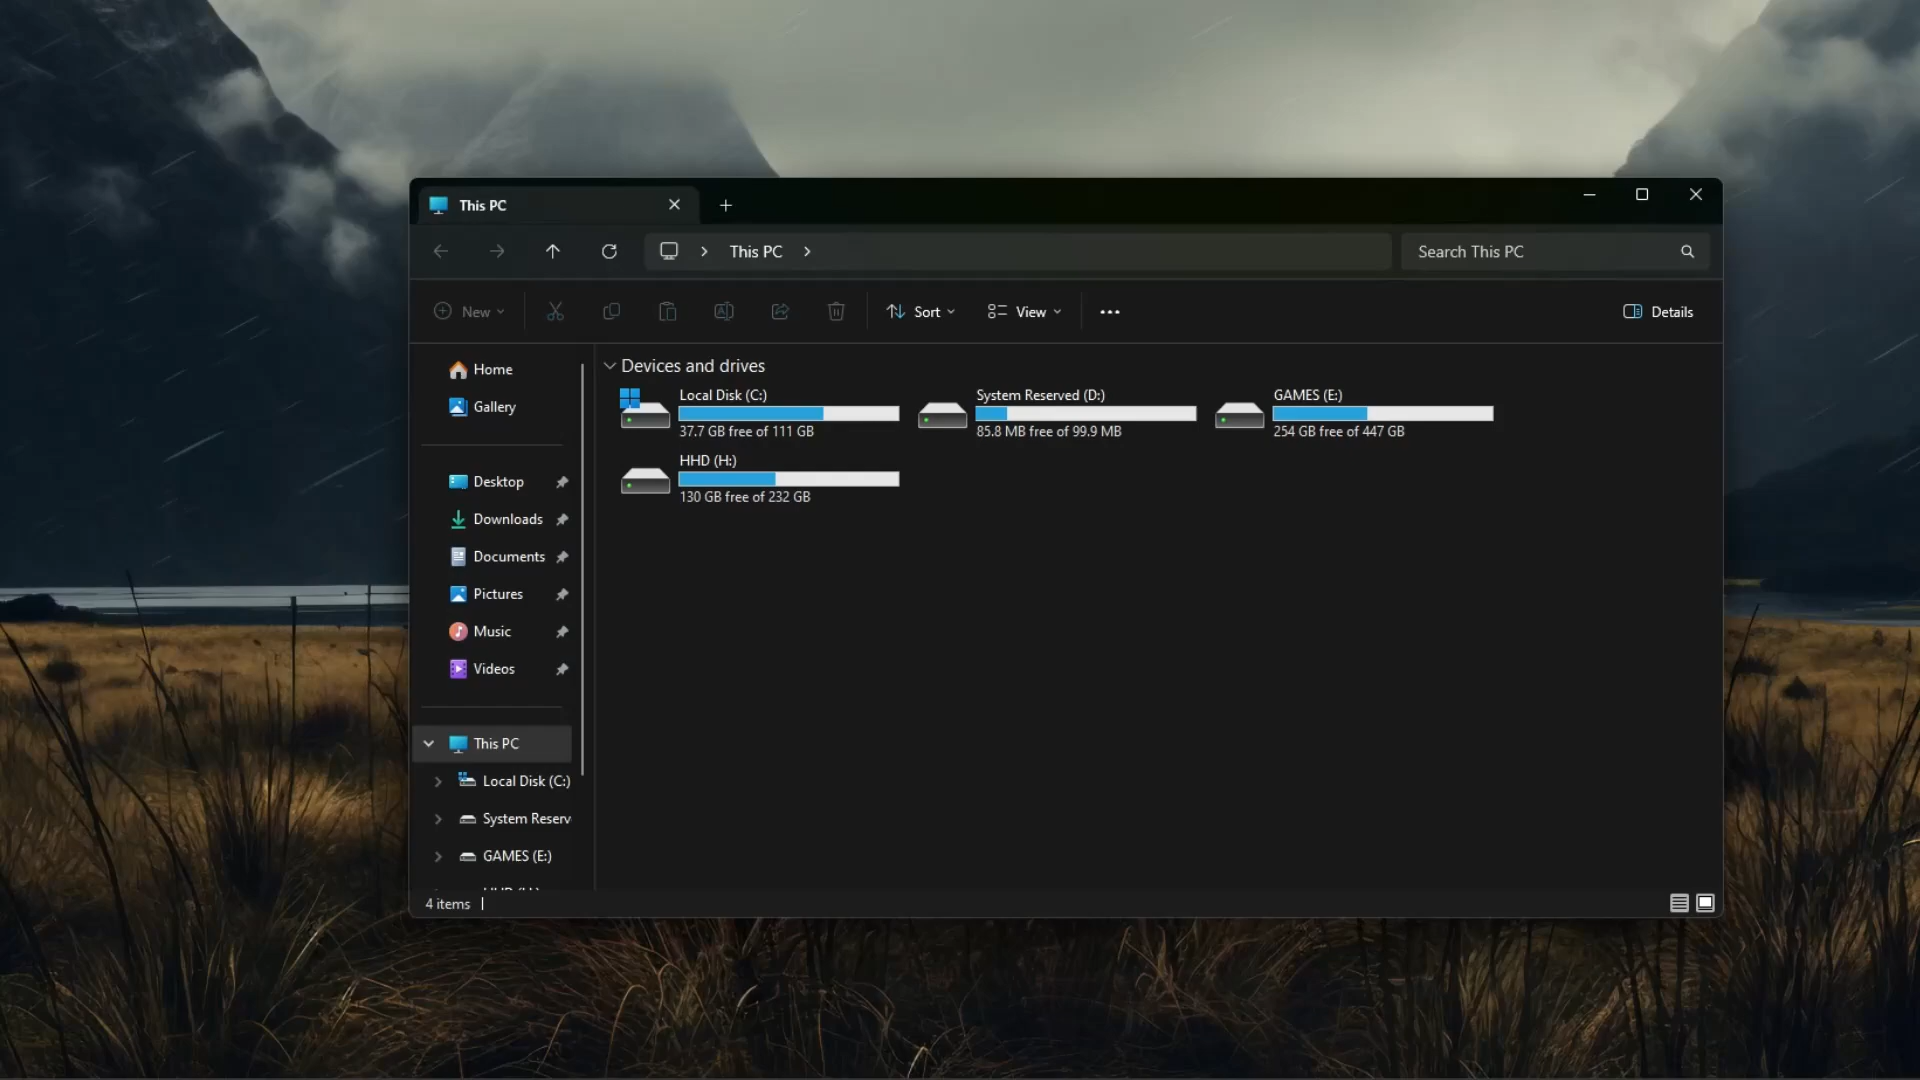 This PC
This PC
Search This PC
New
Sort
View
Details
Home
Gallery
Desktop
Downloads
Documents
Pictures
Music
Videos
This PC
Local Disk (C:)
System Reserv
GAMES (E:)
Devices and drives
Local Disk (C:)
37.7 GB free of 111 GB
System Reserved (D:)
85.8 MB free of 99.9 MB
GAMES (E:)
254 GB free of 447 GB
HHD (H:)
130 GB free of 232 GB
4 items